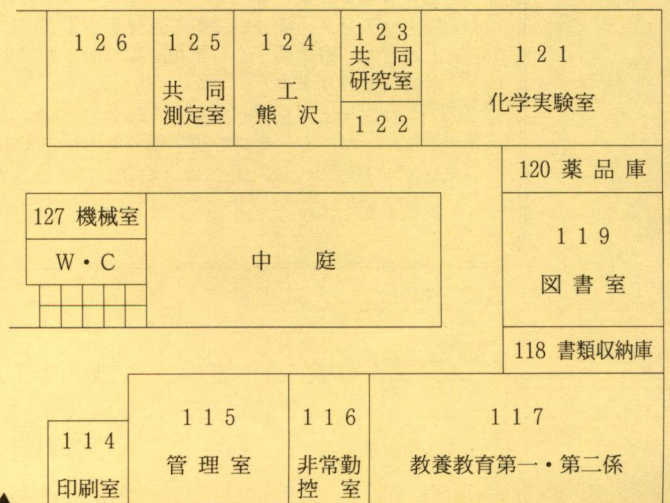 １２６
１２５
共　同
測定室
１２４
工
熊　沢
１２３
共　同
研究室
１２２
１２１
化学実験室
120 薬 品 庫
127 機械室
W・C
中　　庭
１１９
図 書 室
118 書類収納庫
１１４
印刷室
１１５
管 理 室
１１６
非常勤
控　室
１１７
教養教育第一・第二係